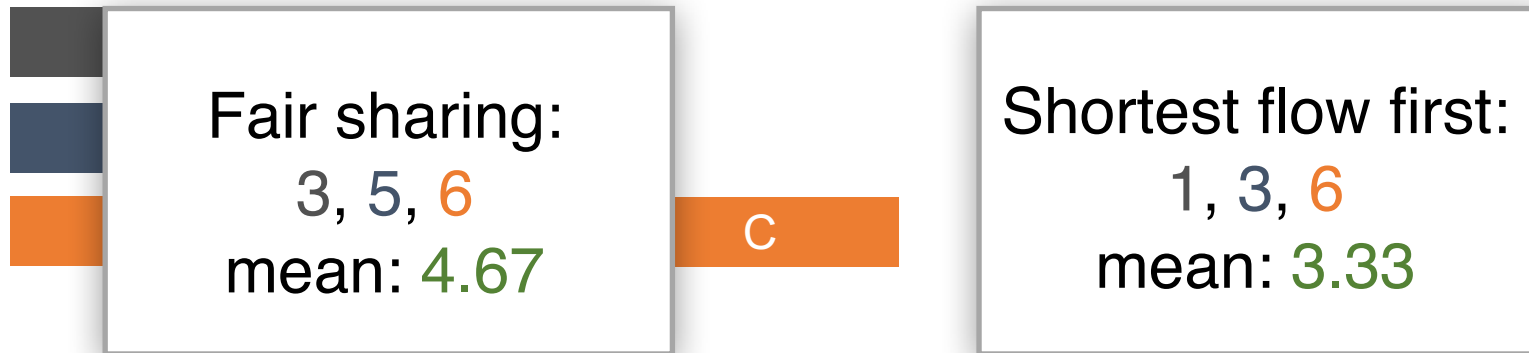 Fair sharing:
3, 5, 6
mean: 4.67
C
Shortest flow first:
1, 3, 6
mean: 3.33